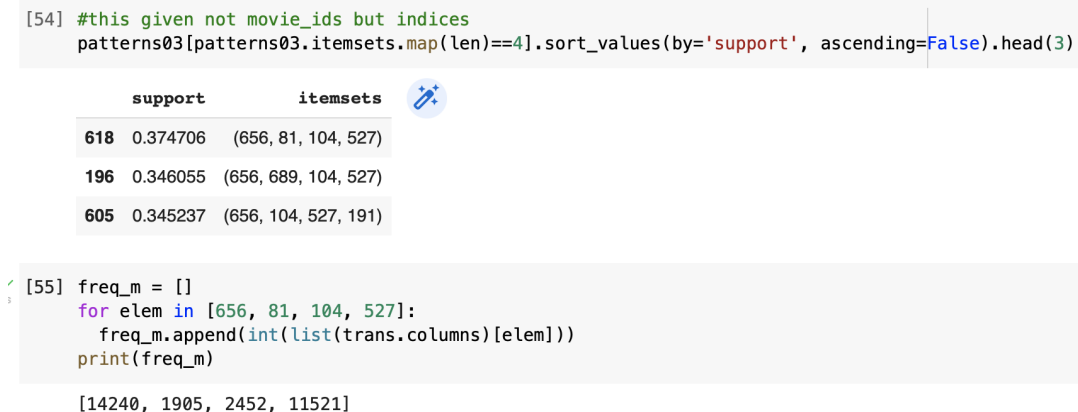 [54] #this given not movie_ids but indices
patterns03[patterns03.itemsets.map(len)==4].sort_values(by='support', ascending=False).head(3)
support itemsets
618 0.374706 (656, 81, 104, 527)
196 0.346055 (656, 689, 104, 527)
605 0.345237 (656, 104, 527, 191)
[55] freq_m = []
for elem in [656, 81, 104, 527]:
freq_m.append(int(list(trans.columns)[elem]))
print(freq_m)
[14240, 1905, 2452, 11521]